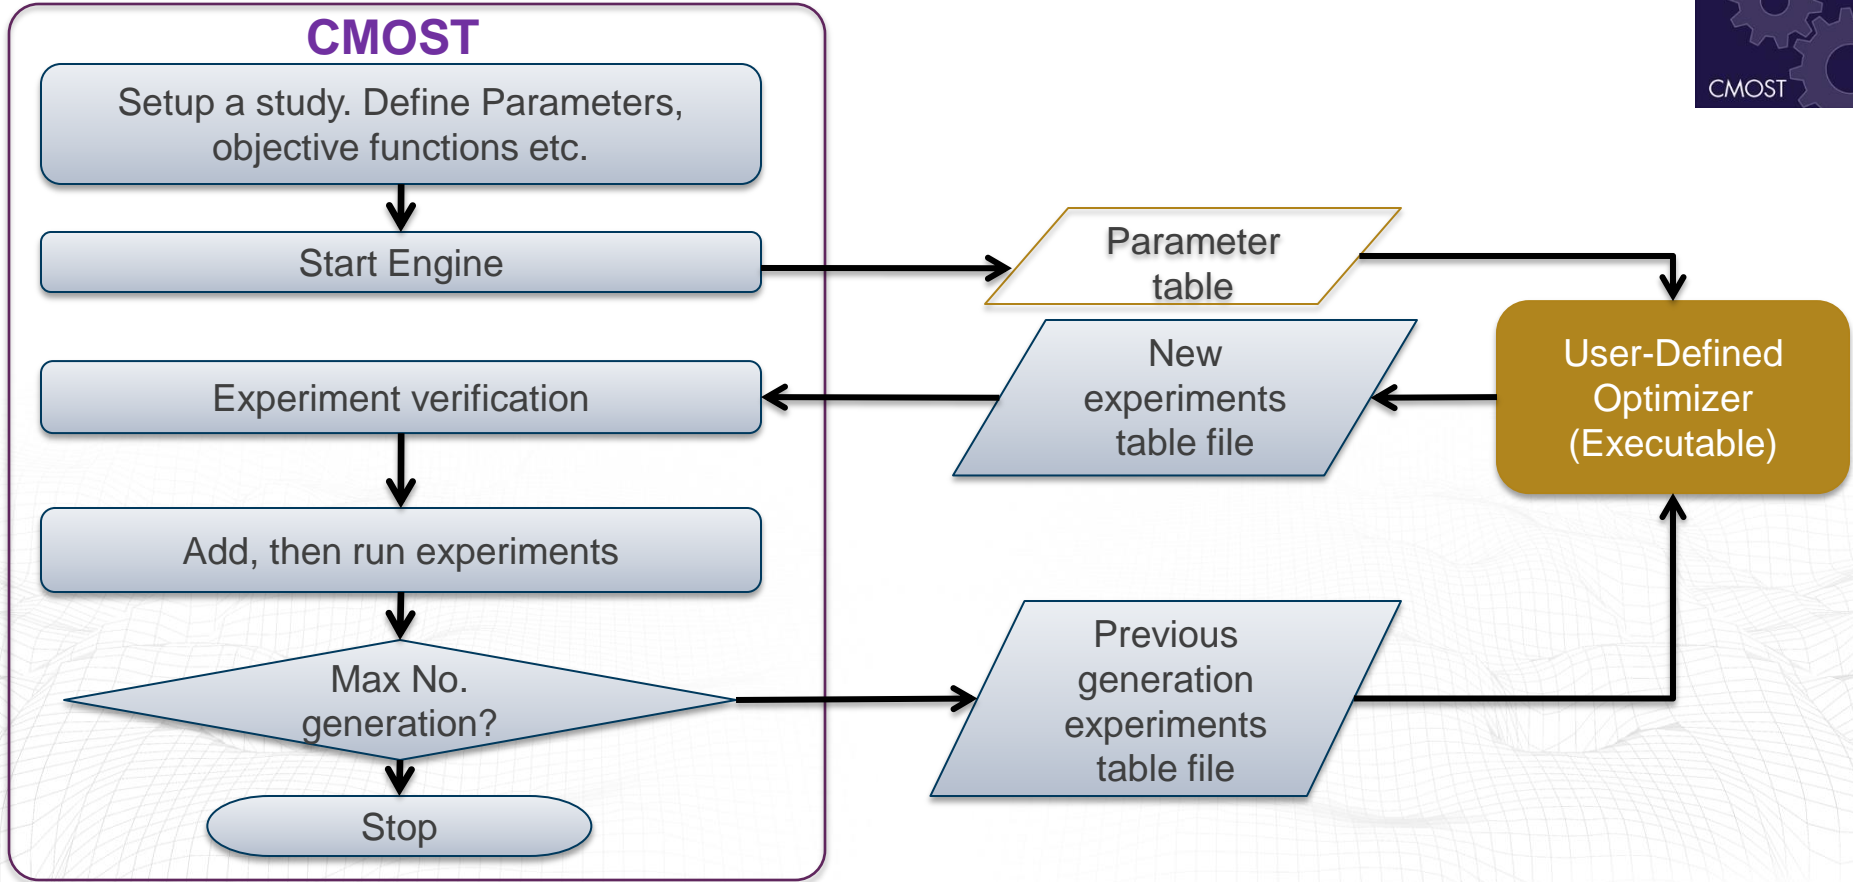 CMOST
Setup a study. Define Parameters,
objective functions etc.
Start Engine
Experiment verification
Add, then run experiments
Max No.
generation?
Stop
Parameter
table
New
experiments
table file
Previous
generation
experiments
table file
User-Defined
Optimizer
(Executable)
CMOST